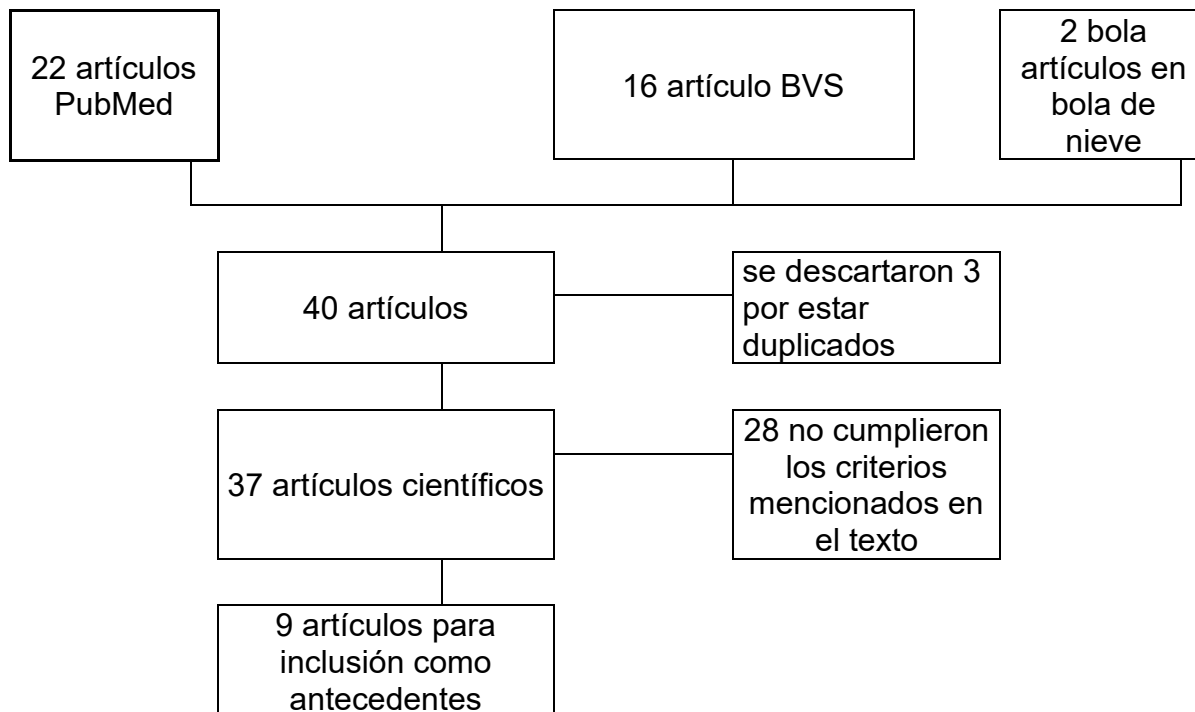 22 artículos
PubMed
16 artículo BVS
2 bola
artículos en
bola de
nieve
40 artículos
se descartaron 3
por estar
duplicados
37 artículos científicos
28 no cumplieron
los criterios
mencionados en
el texto
9 artículos para
inclusión como
antecedentes